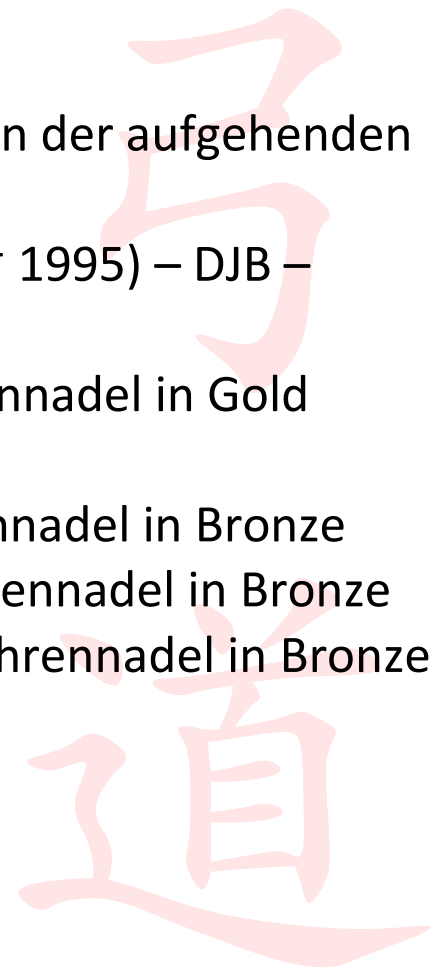 弓
道
n der aufgehenden
1995) – DJB –
nnadel in Gold
nnadel in Bronze
ennadel in Bronze
hrennadel in Bronze